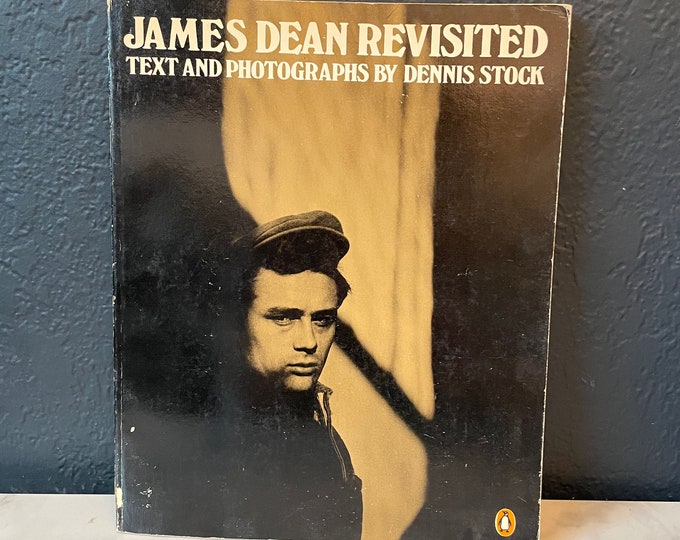 JAMES DEAN REVISITED
TEXT AND PHOTOGRAPHS BY DENNIS STOCK